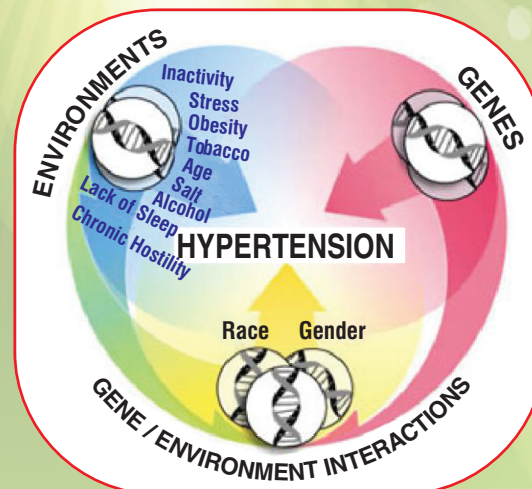 ENVIRONMENTS
GENES
Inactivity
Stress
Obesity
Tobacco
Age
Salt
Alcohol
Lack of Sleep
Chronic Hostility
HYPERTENSION
Race Gender
GENE / ENVIRONMENT INTERACTIONS